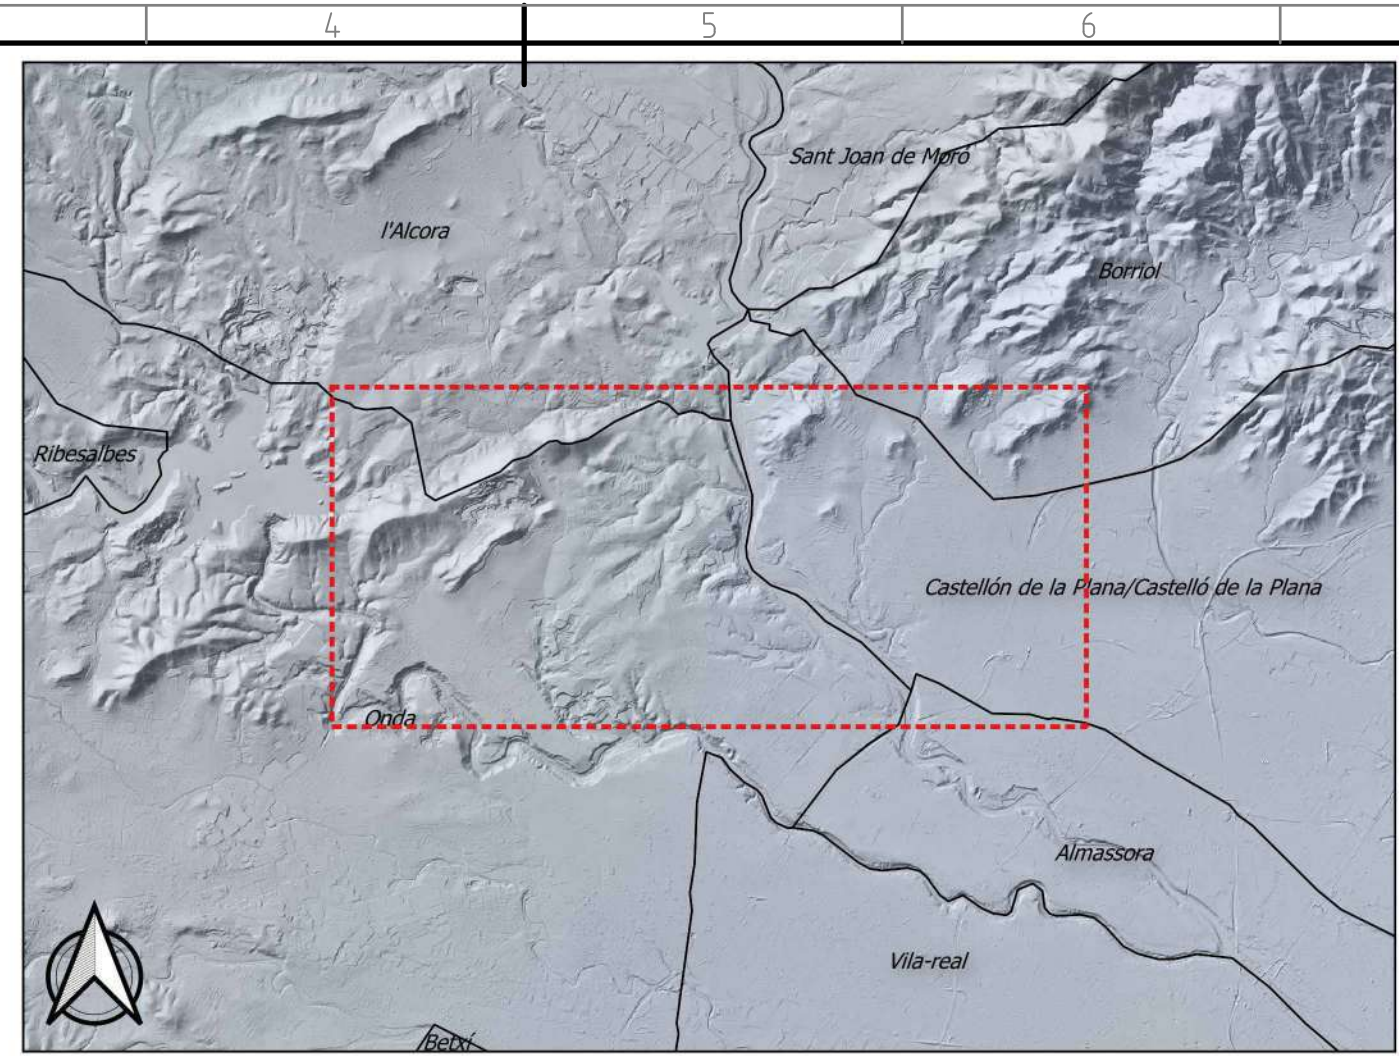 4 5 6
Sant Joan de Moró
l'Alcora
Borriol
Ribesalbes
Castellón de la Plana/Castelló de la Plana
Onda
Almassora
Vila-real
Betxí